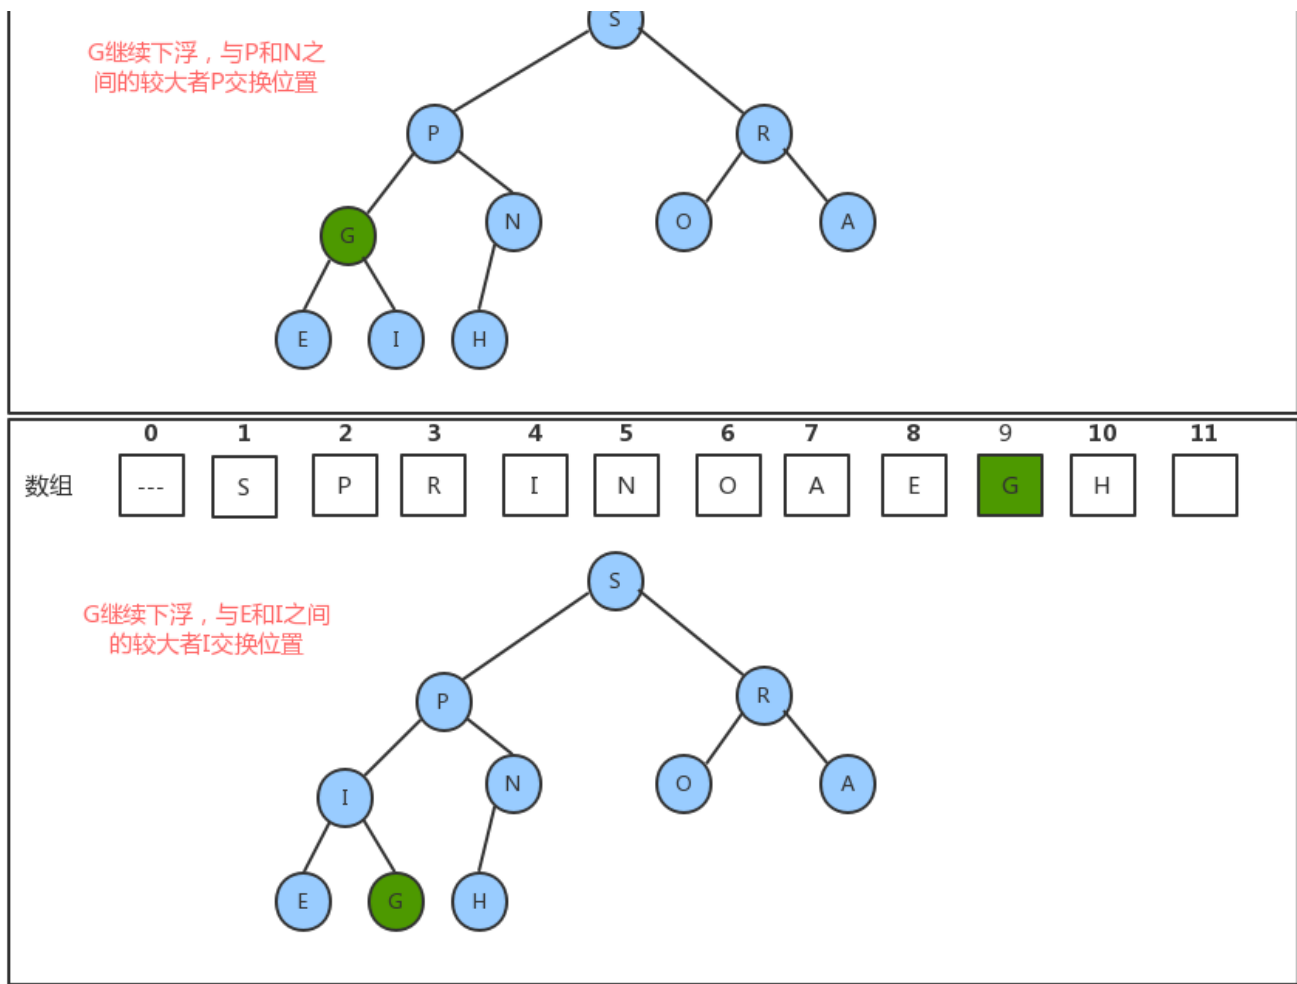 S
G继续下浮，与P和N之
间的较大者P交换位置
P
R
G
N
O
A
E
I
H
0 1 2 3 4 5 6 7 8 9 10 11
数组 --- S P R I N O A E G H
S
G继续下浮，与E和I之间
的较大者I交换位置
P
R
I
N
O
A
E
G
H